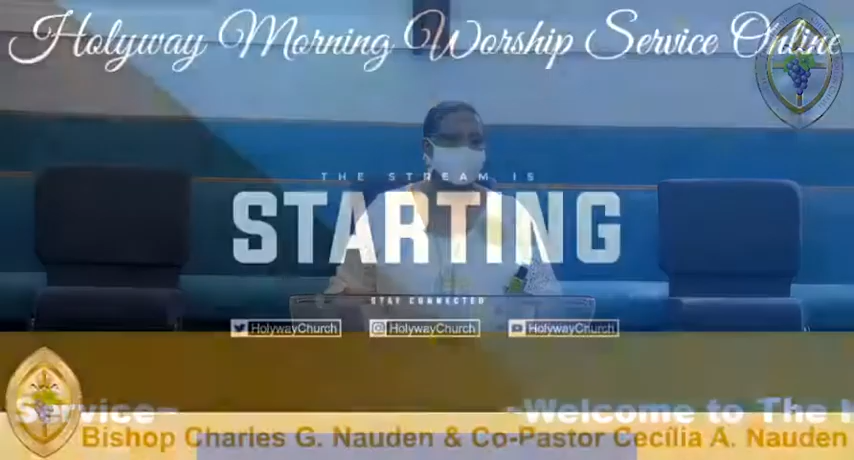 Holyway Morning Worship Service Online
THE STREAM IS
STARTING
STAY CONNECTED
HolywayChurch HolywayChurch HolywayChurch
Service~ ~Welcome to The
Bishop Charles G. Nauden & Co-Pastor Cecilia A. Nauden